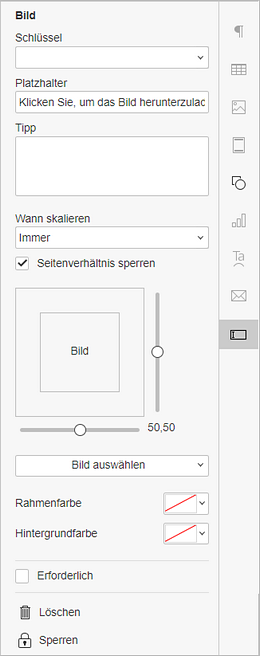 Bild
Schlüssel
Platzhalter
Klicken Sie, um das Bild herunterzulac
Tipp
Wann skalieren
Immer
Seitenverhältnis sperren
Bild
50,50
Bild auswählen
Rahmenfarbe
Hintergrundfarbe
Erforderlich
Löschen
Sperren
Ta